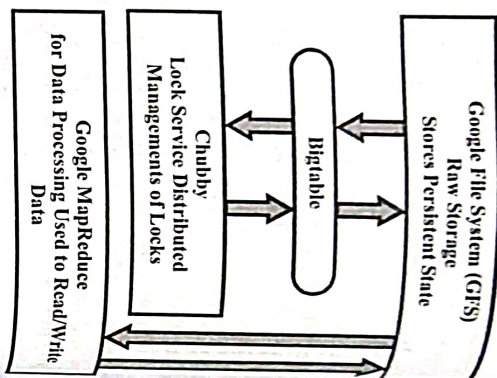 Google File System (GFS)
Raw Storage
Stores Persistent State
Bigtable
Chubby
Lock Service Distributed
Managements of Locks
Google MapReduce
for Data Processing Used to Read/Write
Data